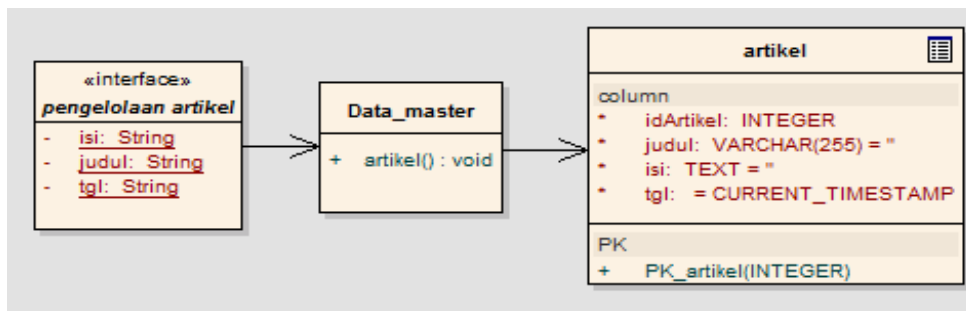 «interface»
pengelolaan artikel
- isi: String
- judul: String
- tgl: String
Data_master
+ artikel() : void
artikel
column
* idArtikel: INTEGER
* judul: VARCHAR(255) = ''
* isi: TEXT = ''
* tgl: = CURRENT_TIMESTAMP
PK
+ PK_artikel(INTEGER)